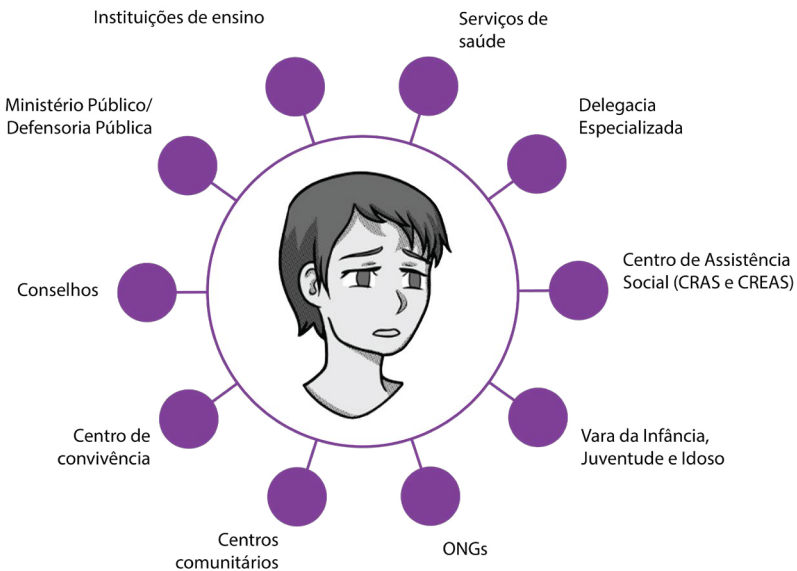 Instituições de ensino
Serviços de
saúde
Ministério Público/
Defensoria Pública
Delegacia
Especializada
Conselhos
Centro de Assistência
Social (CRAS e CREAS)
Centro de
convivência
Vara da Infância,
Juventude e Idoso
Centros
comunitários
ONGs